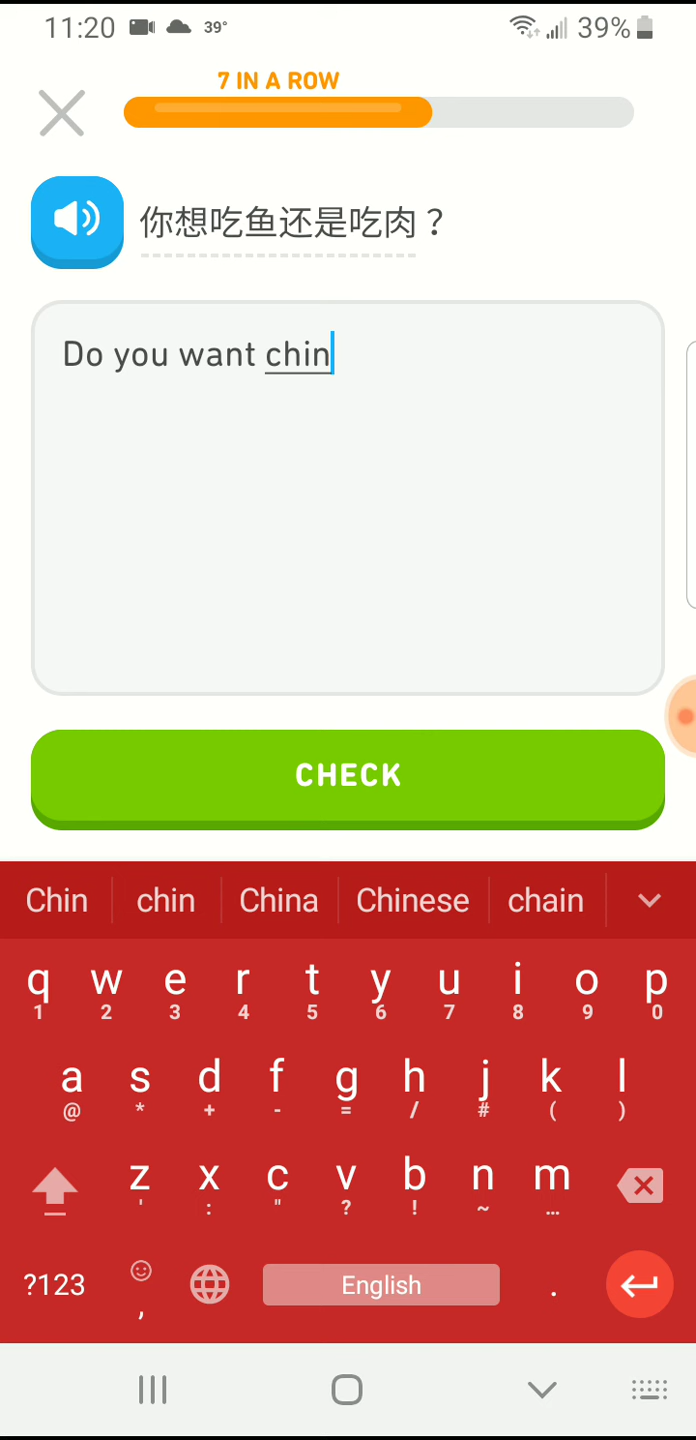 11:20 39° 39%
7 IN A ROW
你想吃鱼还是吃肉？
Do you want chin
CHECK
Chin chin China Chinese chain
q w e r t y u i o p
1 2 3 4 5 6 7 8 9 0
a s d f g h j k l
@ * + - = / # ( )
z x c v b n m
' : " ? ! ~ …
?123 , English .